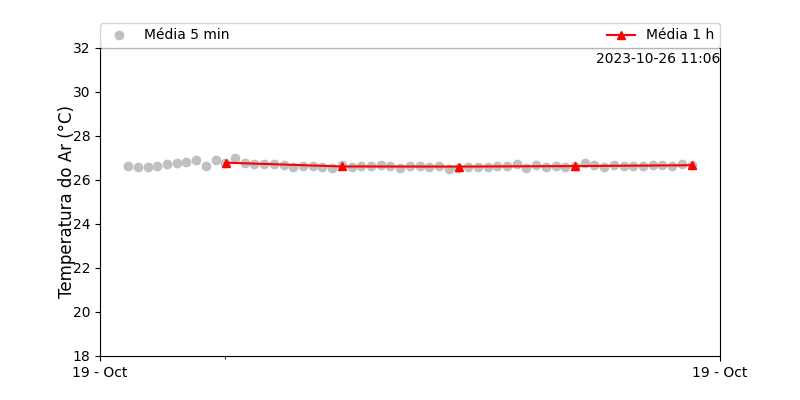 Média 5 min
Média 1 h
2023-10-26 11:06
Temperatura do Ar (°C)
32
30
28
26
24
22
20
18
19 - Oct
19 - Oct